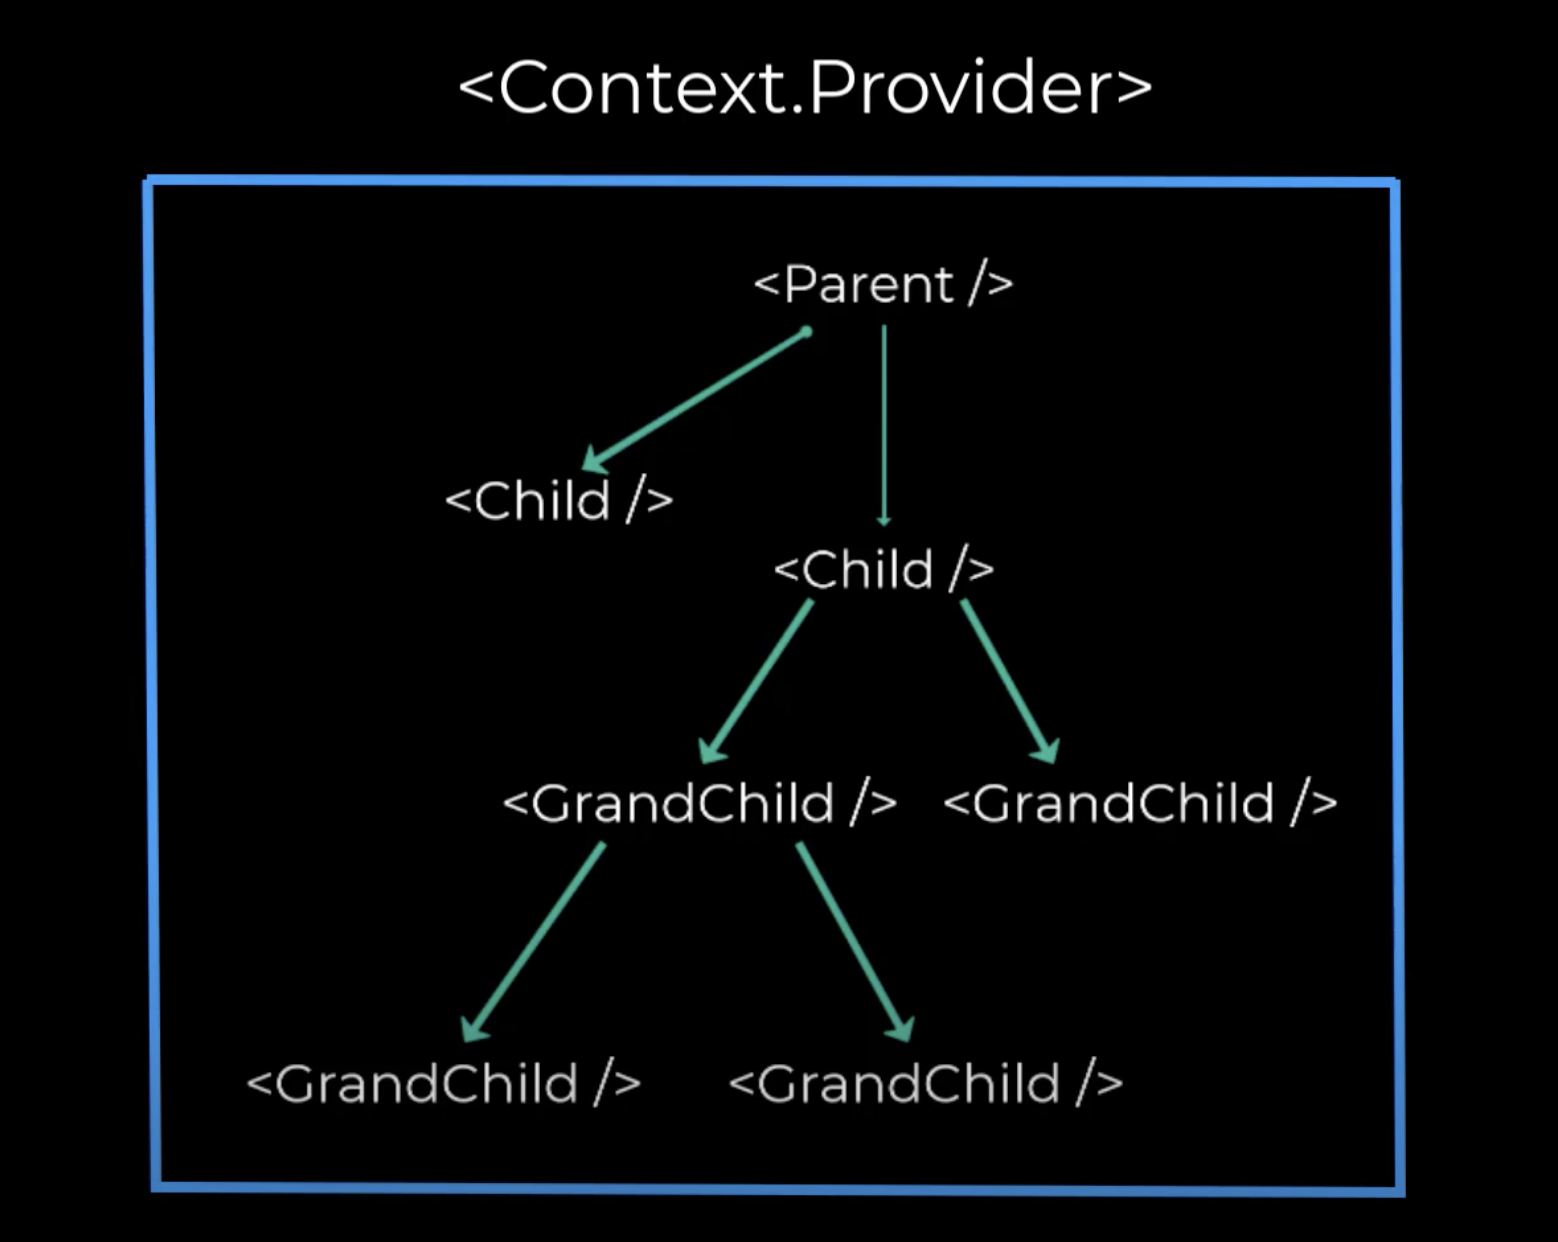 <Context.Provider>
<Parent />
<Child />
<Child />
<GrandChild /> <GrandChild />
<GrandChild /> <GrandChild />